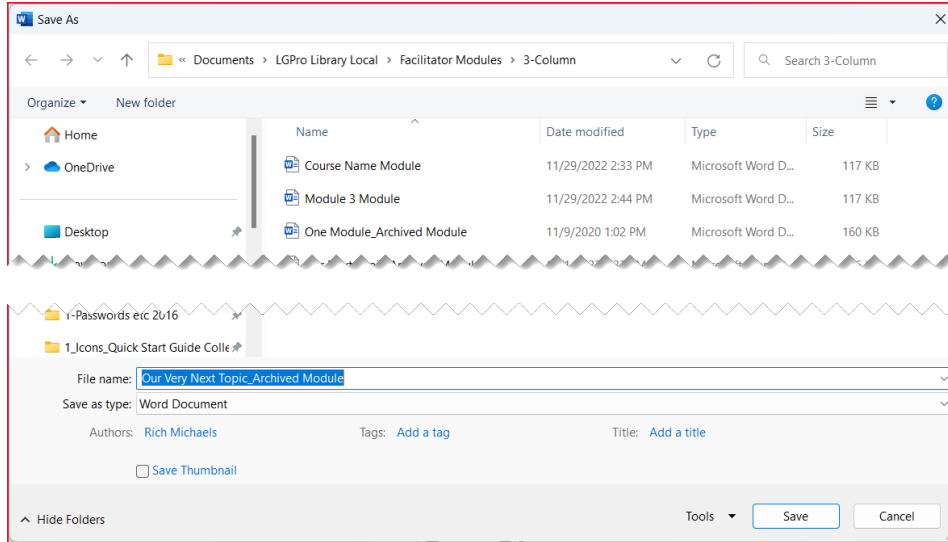 Save As
« Documents > LGPro Library Local > Facilitator Modules > 3-Column
Search 3-Column
Organize
New folder
Home
Name
Date modified
Type
Size
OneDrive
Course Name Module 11/29/2022 2:33 PM Microsoft Word D... 117 KB
Module 3 Module 11/29/2022 2:44 PM Microsoft Word D... 117 KB
Desktop
One Module_Archived Module 11/9/2020 1:02 PM Microsoft Word D... 160 KB
1-Passwords etc 2016
1_Icons_Quick Start Guide Colle
File name: Our Very Next Topic_Archived Module
Save as type: Word Document
Authors: Rich Michaels Tags: Add a tag Title: Add a title
Save Thumbnail
Hide Folders
Tools
Save
Cancel